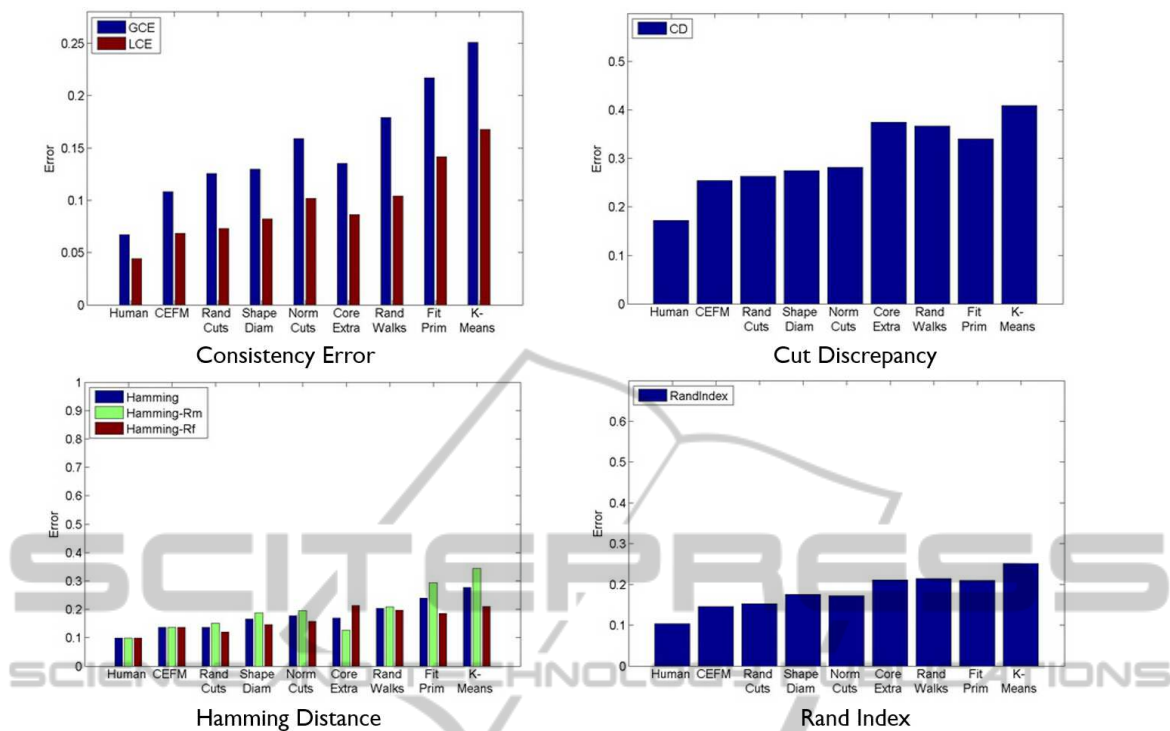 GCE
LCE
0.25
0.2
0.15
0.1
0.05
0
Error
Human CEFM Rand Cuts Shape Diam Norm Cuts Core Extra Rand Walks Fit Prim K-Means
Consistency Error
CD
0.5
0.4
0.3
0.2
0.1
0
Error
Human CEFM Rand Cuts Shape Diam Norm Cuts Core Extra Rand Walks Fit Prim K-Means
Cut Discrepancy
Hamming
Hamming-Rm
Hamming-Rf
1
0.9
0.8
0.7
0.6
0.5
0.4
0.3
0.2
0.1
0
Error
Human CEFM Rand Cuts Shape Diam Norm Cuts Core Extra Rand Walks Fit Prim K-Means
Hamming Distance
RandIndex
0.6
0.5
0.4
0.3
0.2
0.1
0
Error
Human CEFM Rand Cuts Shape Diam Norm Cuts Core Extra Rand Walks Fit Prim K-Means
Rand Index
SCITEPRESS
SCIENCE AND TECHNOLOGY PUBLICATIONS